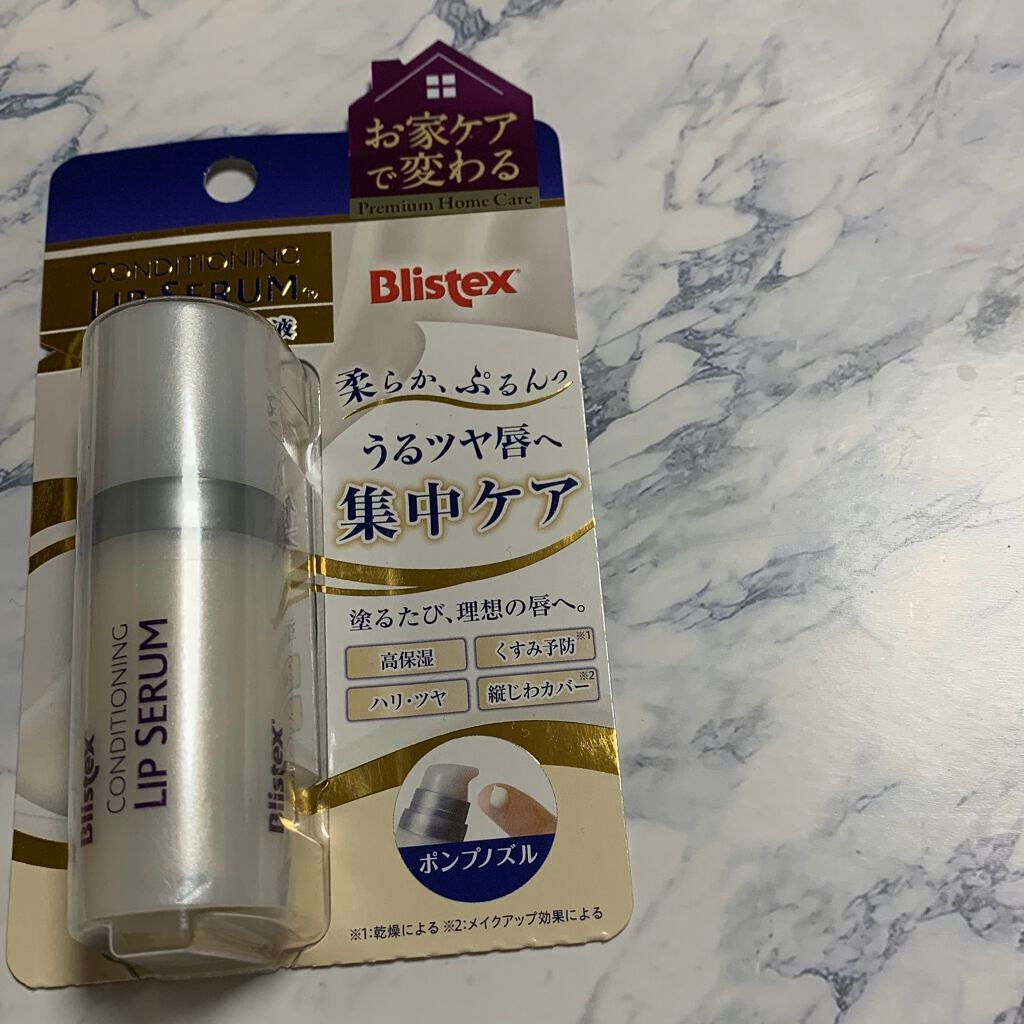 お家ケア
で変わる
Premium Home Care
CONDITIONING
LIP SERUM
液
Blistex
柔らか、ぷるんっ
うるツヤ唇へ
集中ケア
塗るたび、理想の唇へ。
高保湿
くすみ予防※1
ハリ・ツヤ
縦じわカバー※2
ポンプノズル
※1:乾燥による ※2:メイクアップ効果による
Blistex
CONDITIONING
LIP SERUM
Blistex